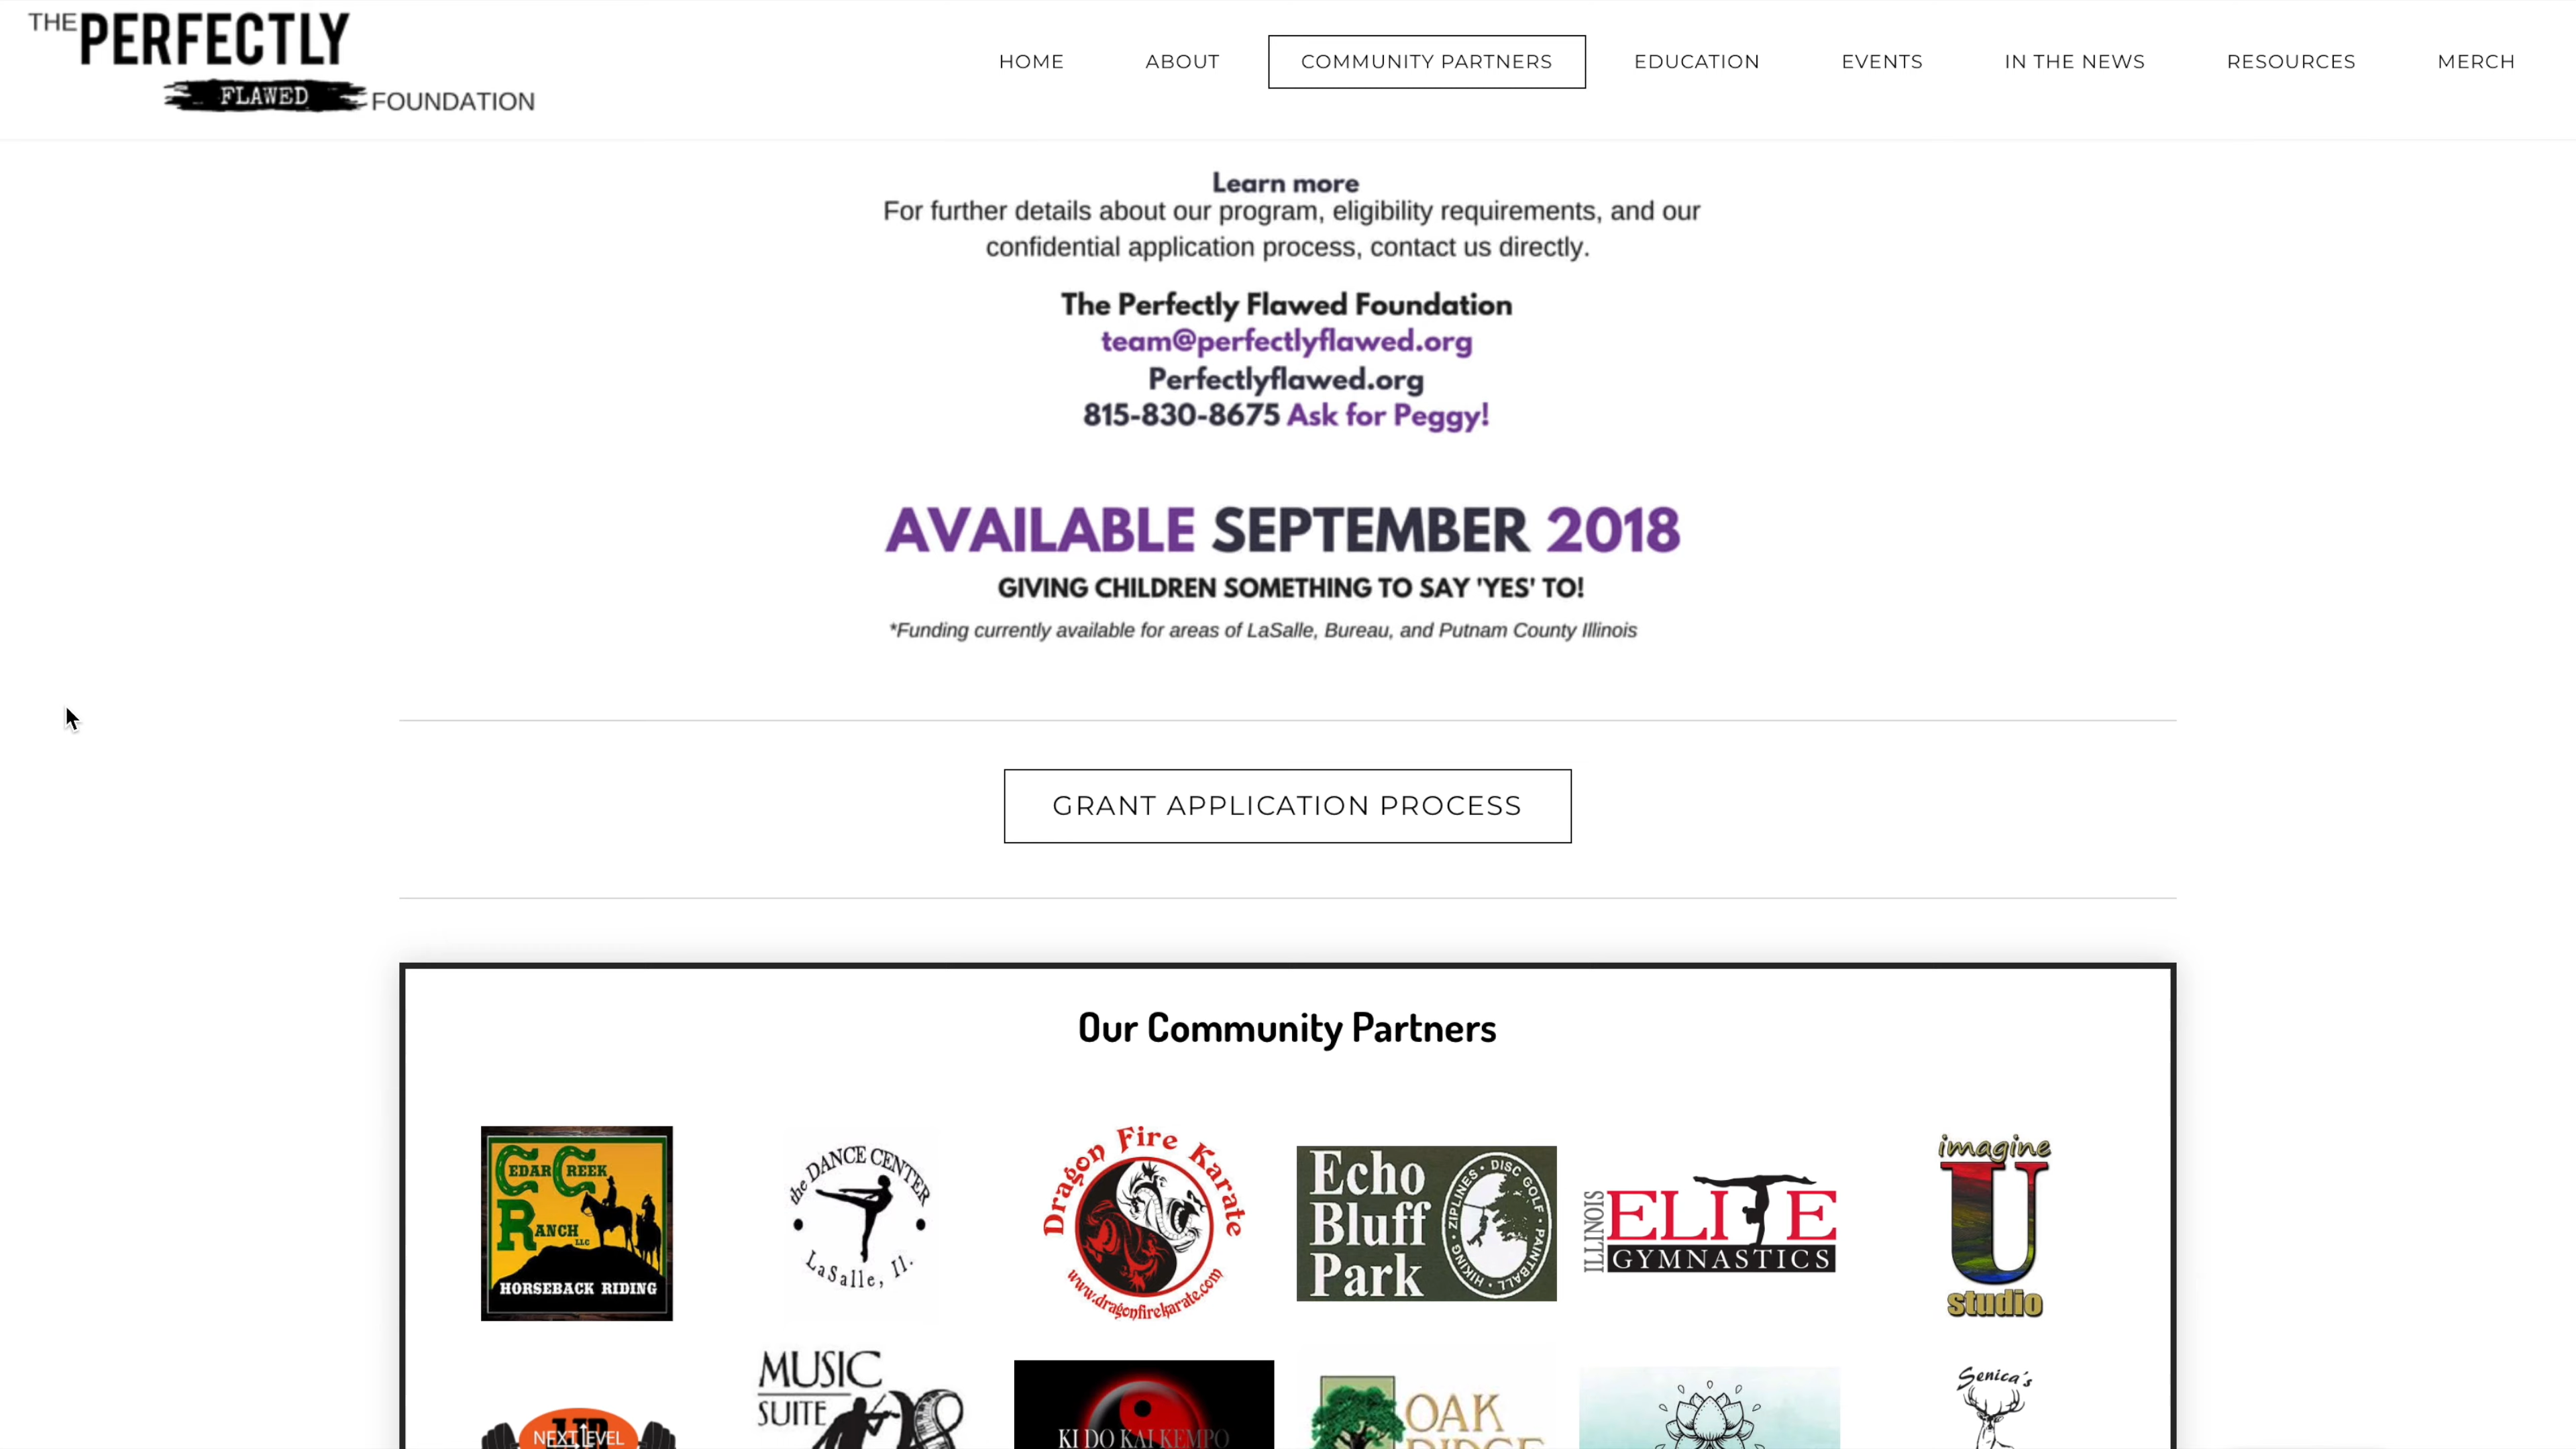 THE PERFECTLY
FLAWED FOUNDATION
HOME ABOUT COMMUNITY PARTNERS EDUCATION EVENTS IN THE NEWS RESOURCES MERCH
Learn more
For further details about our program, eligibility requirements, and our
confidential application process, contact us directly.
The Perfectly Flawed Foundation
team@perfectlyflawed.org
Perfectlyflawed.org
815-830-8675 Ask for Peggy!
AVAILABLE SEPTEMBER 2018
GIVING CHILDREN SOMETHING TO SAY 'YES' TO!
*Funding currently available for areas of LaSalle, Bureau, and Putnam County Illinois
GRANT APPLICATION PROCESS
Our Community Partners
CEDAR CREEK
RANCH LLC
HORSEBACK RIDING
the DANCE CENTER
LaSalle, Il.
Dragon Fire Karate
www.dragonfirekarate.com
Echo
Bluff
Park
HIKING • ZIPLINES • DISC GOLF • PAINTBALL •
ILLINOIS
ELITE
GYMNASTICS
imagine
U
studio
UP
NEXT LEVEL
MUSIC
SUITE
KI DO KAI KEMPO
OAK
RIDGE
Senica's